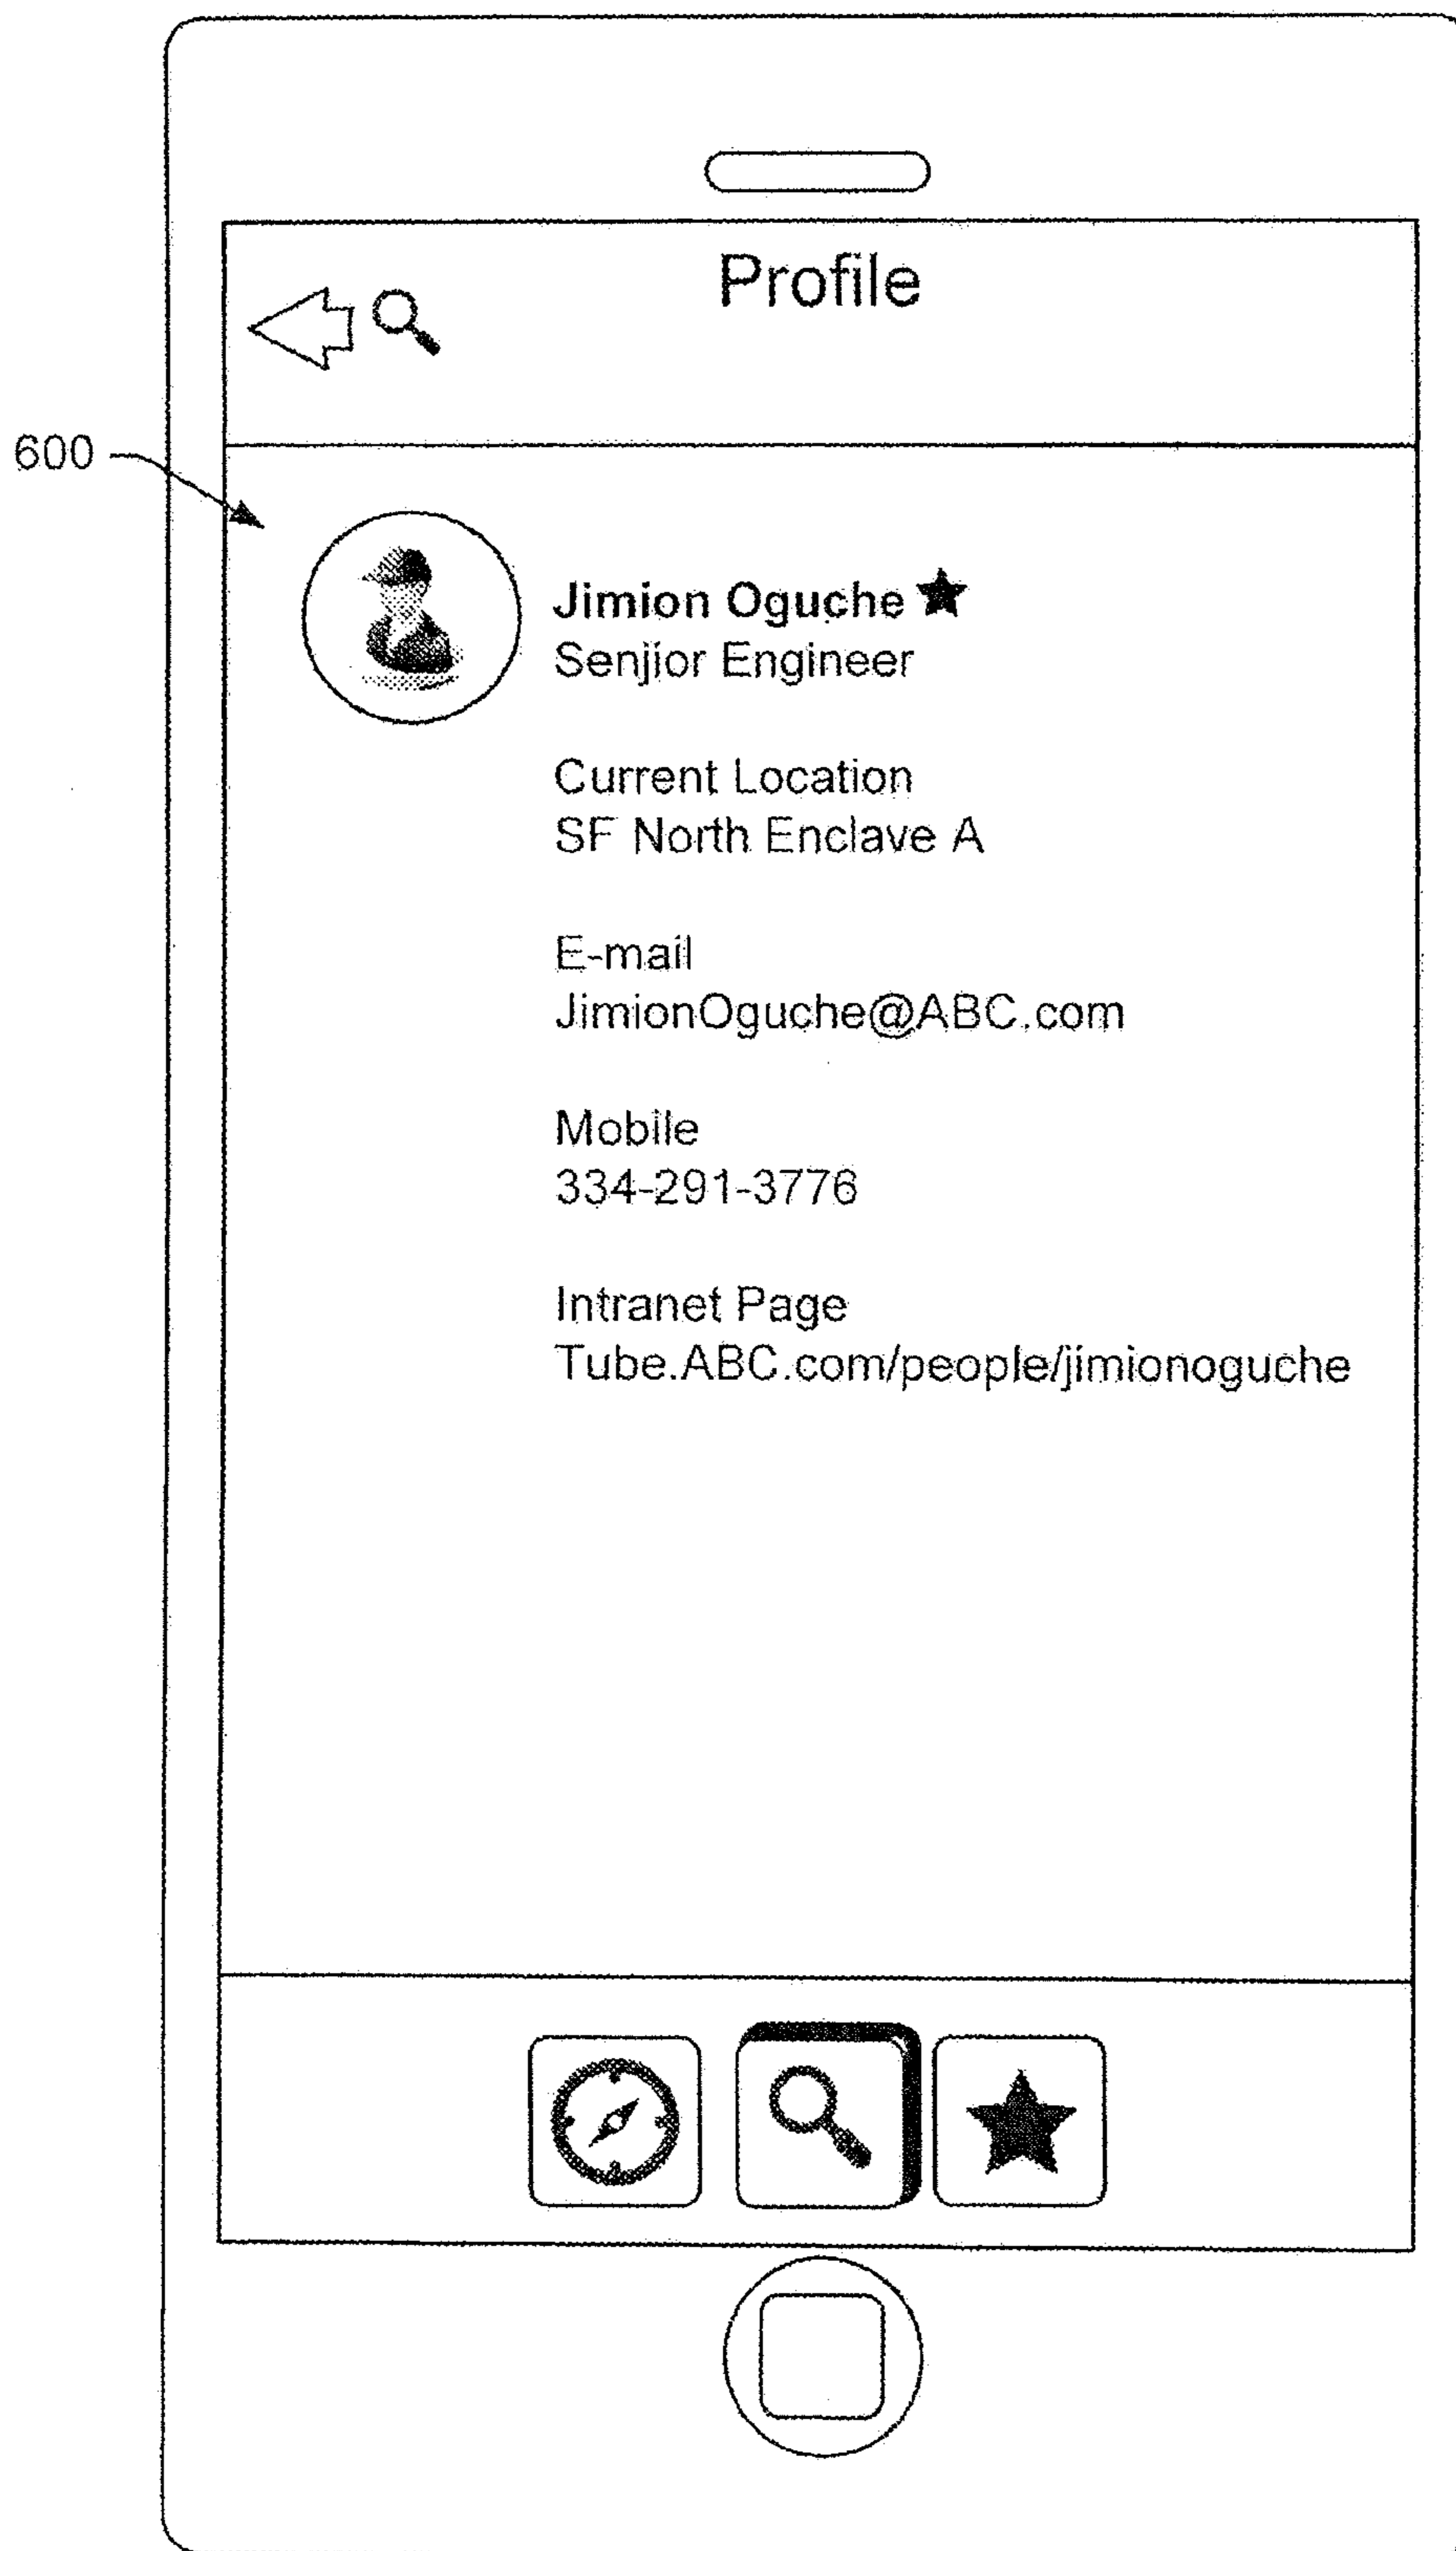 Profile
600
Jimion Oguche
Senjior Engineer
Current Location
SF North Enclave A
E-mail
JimionOguche@ABC.com
Mobile
334-291-3776
Intranet Page
Tube.ABC.com/people/jimionoguche